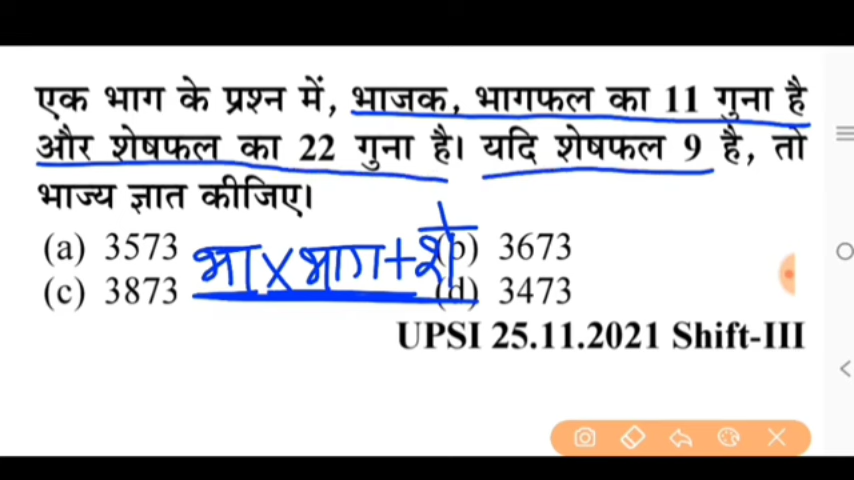 एक भाग के प्रश्न में, भाजक, भागफल का 11 गुना है
और शेषफल का 22 गुना है। यदि शेषफल 9 है, तो
भाज्य ज्ञात कीजिए।
(a) 3573 (b) 3673
भा × भाग + शे
(c) 3873 (d) 3473
UPSI 25.11.2021 Shift-III